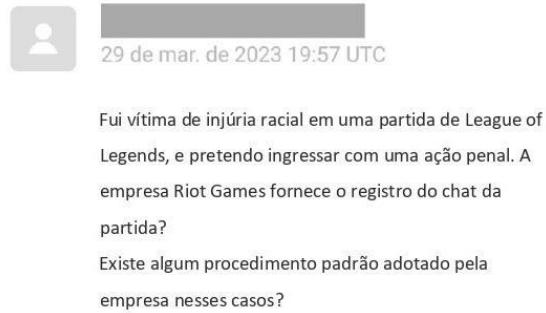 29 de mar. de 2023 19:57 UTC
Fui vítima de injúria racial em uma partida de League of
Legends, e pretendo ingressar com uma ação penal. A
empresa Riot Games fornece o registro do chat da
partida?
Existe algum procedimento padrão adotado pela
empresa nesses casos?